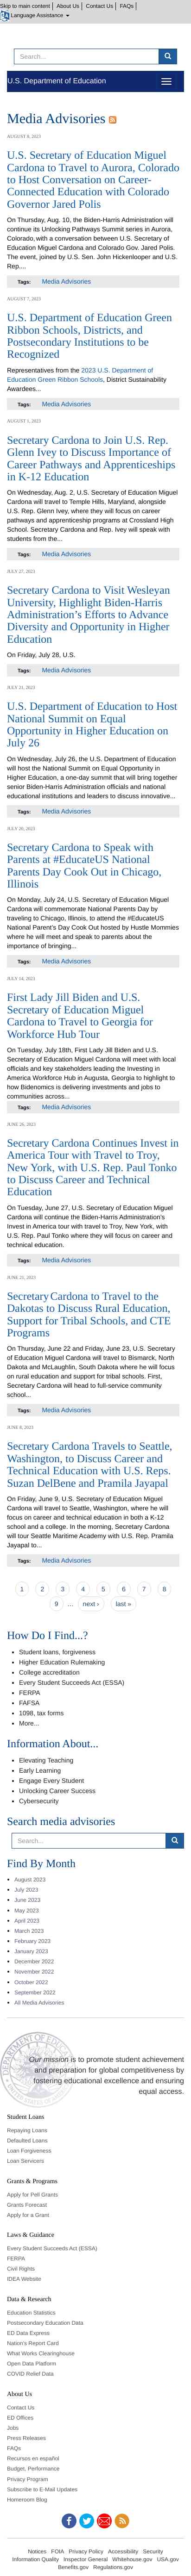 Skip to main content | About Us | Contact Us | FAQs |
Language Assistance
Search...
U.S. Department of Education
Media Advisories
AUGUST 8, 2023
U.S. Secretary of Education Miguel
Cardona to Travel to Aurora, Colorado
to Host Conversation on Career-
Connected Education with Colorado
Governor Jared Polis
On Thursday, Aug. 10, the Biden-Harris Administration will
continue its Unlocking Pathways Summit series in Aurora,
Colorado, with a conversation between U.S. Secretary of
Education Miguel Cardona and Colorado Gov. Jared Polis.
The event, joined by the U.S. Sen. John Hickenlooper and U.S.
Rep....
Tags: Media Advisories
AUGUST 7, 2023
U.S. Department of Education Green
Ribbon Schools, Districts, and
Postsecondary Institutions to be
Recognized
Representatives from the 2023 U.S. Department of
Education Green Ribbon Schools, District Sustainability
Awardees...
Tags: Media Advisories
AUGUST 1, 2023
Secretary Cardona to Join U.S. Rep.
Glenn Ivey to Discuss Importance of
Career Pathways and Apprenticeships
in K-12 Education
On Wednesday, Aug. 2, U.S. Secretary of Education Miguel
Cardona will travel to Temple Hills, Maryland, alongside
U.S. Rep. Glenn Ivey, where they will focus on career
pathways and apprenticeship programs at Crossland High
School. Secretary Cardona and Rep. Ivey will speak with
students from the...
Tags: Media Advisories
JULY 27, 2023
Secretary Cardona to Visit Wesleyan
University, Highlight Biden-Harris
Administration's Efforts to Advance
Diversity and Opportunity in Higher
Education
On Friday, July 28, U.S.
Tags: Media Advisories
JULY 21, 2023
U.S. Department of Education to Host
National Summit on Equal
Opportunity in Higher Education on
July 26
On Wednesday, July 26, the U.S. Department of Education
will host the National Summit on Equal Opportunity in
Higher Education. The daylong summit will bring together
senior Biden-Harris Administration officials and national
educational institutions and leaders to discuss innovative...
Tags: Media Advisories
JULY 20, 2023
Secretary Cardona to Speak with
Parents at #EducateUS National
Parents Day Cook Out in Chicago,
Illinois
On Monday, July 24, U.S. Secretary of Education Miguel
Cardona will commemorate National Parents Day by
traveling to Chicago, Illinois, to attend the #EducateUS
National Parent's Day Cook Out hosted by Hustle Mommies
where he will meet and speak to parents about the
importance of bringing...
Tags: Media Advisories
JULY 14, 2023
First Lady Jill Biden and U.S.
Secretary of Education Miguel
Cardona to Travel to Georgia for
Workforce Hub Tour
On Tuesday, July 18th, First Lady Jill Biden and U.S.
Secretary of Education Miguel Cardona will meet with local
officials and key stakeholders leading the Investing in
America Workforce Hub in Augusta, Georgia to highlight to
how Bidenomics is driving investments and jobs to
communities across...
Tags: Media Advisories
JUNE 26, 2023
Secretary Cardona Continues Invest in
America Tour with Travel to Troy,
New York, with U.S. Rep. Paul Tonko
to Discuss Career and Technical
Education
On Tuesday, June 27, U.S. Secretary of Education Miguel
Cardona will continue the Biden-Harris Administration's
Invest in America Tour with travel to Troy, New York, with
U.S. Rep. Paul Tonko where they will focus on career and
technical education.
Tags: Media Advisories
JUNE 21, 2023
Secretary Cardona to Travel to the
Dakotas to Discuss Rural Education,
Support for Tribal Schools, and CTE
Programs
On Thursday, June 22 and Friday, June 23, U.S. Secretary
of Education Miguel Cardona will travel to Bismarck, North
Dakota and McLaughlin, South Dakota where he will focus
on rural education and support for tribal schools. First,
Secretary Cardona will travel to full-service community
school...
Tags: Media Advisories
JUNE 8, 2023
Secretary Cardona Travels to Seattle,
Washington, to Discuss Career and
Technical Education with U.S. Reps.
Suzan DelBene and Pramila Jayapal
On Friday, June 9, U.S. Secretary of Education Miguel
Cardona will travel to Seattle, Washington, where he will
focus on career and technical education in both a K-12 and
college setting. In the morning, Secretary Cardona
will tour Seattle Maritime Academy with U.S. Rep. Pramila
Jayapal to...
Tags: Media Advisories
1 2 3 4 5 6 7 8
9 … next › last »
How Do I Find...?
Student loans, forgiveness
Higher Education Rulemaking
College accreditation
Every Student Succeeds Act (ESSA)
FERPA
FAFSA
1098, tax forms
More...
Information About...
Elevating Teaching
Early Learning
Engage Every Student
Unlocking Career Success
Cybersecurity
Search media advisories
Search...
Find By Month
August 2023
July 2023
June 2023
May 2023
April 2023
March 2023
February 2023
January 2023
December 2022
November 2022
October 2022
September 2022
All Media Advisories
Our mission is to promote student achievement
and preparation for global competitiveness by
fostering educational excellence and ensuring
equal access.
Student Loans
Repaying Loans
Defaulted Loans
Loan Forgiveness
Loan Servicers
Grants & Programs
Apply for Pell Grants
Grants Forecast
Apply for a Grant
Laws & Guidance
Every Student Succeeds Act (ESSA)
FERPA
Civil Rights
IDEA Website
Data & Research
Education Statistics
Postsecondary Education Data
ED Data Express
Nation's Report Card
What Works Clearinghouse
Open Data Platform
COVID Relief Data
About Us
Contact Us
ED Offices
Jobs
Press Releases
FAQs
Recursos en español
Budget, Performance
Privacy Program
Subscribe to E-Mail Updates
Homeroom Blog
Notices FOIA Privacy Policy Accessibility Security
Information Quality Inspector General Whitehouse.gov USA.gov
Benefits.gov Regulations.gov